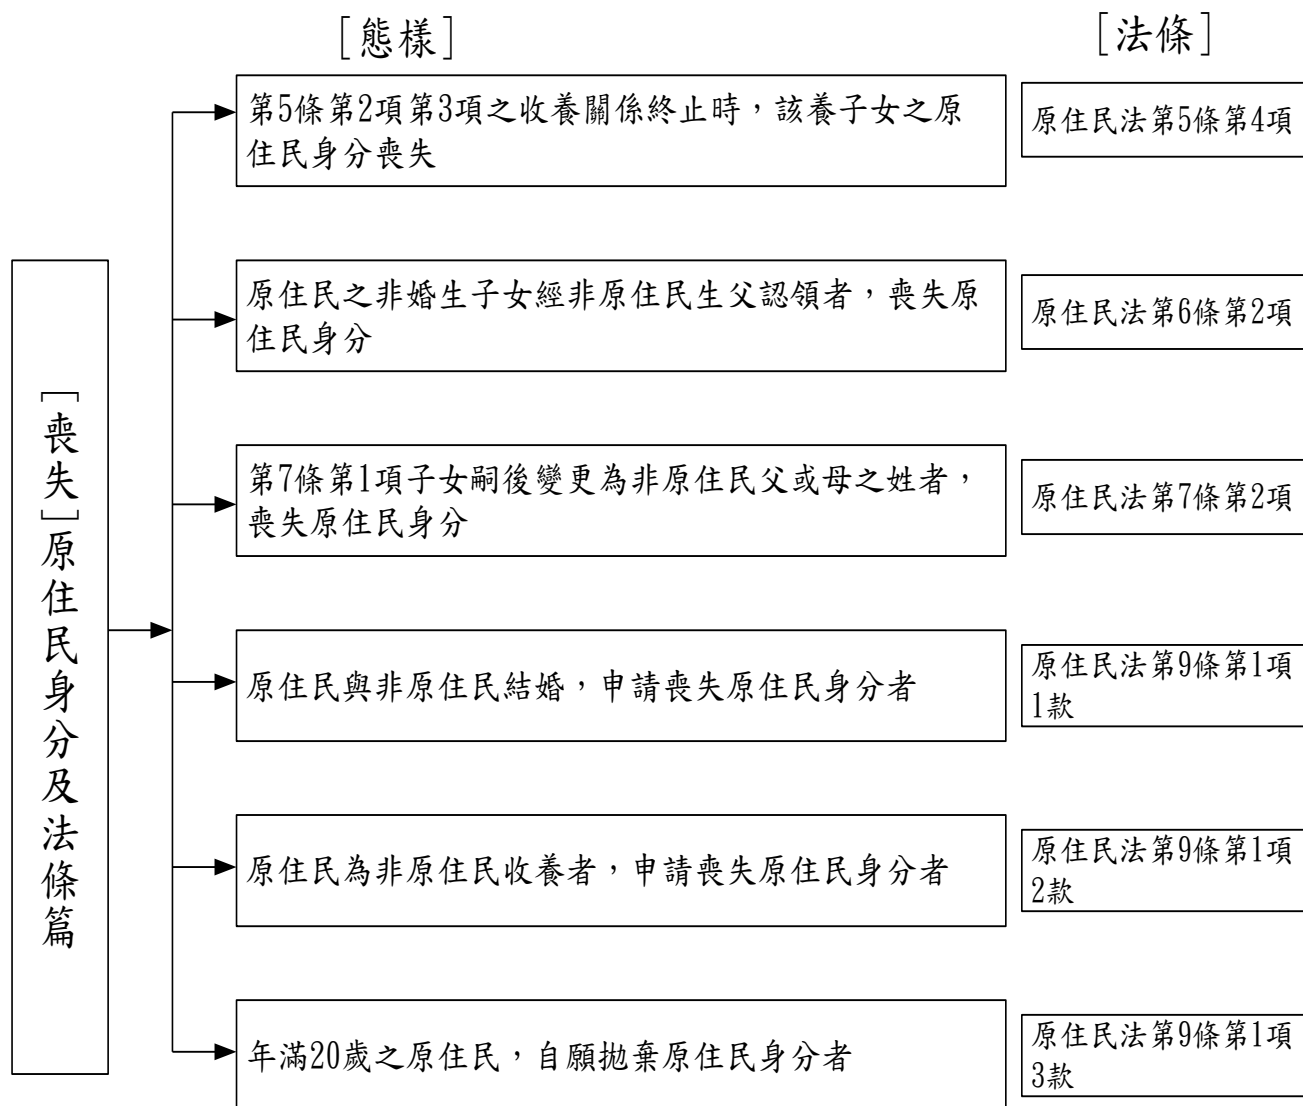 [態樣]
[法條]
[喪失]原住民身分及法條篇
第5條第2項第3項之收養關係終止時，該養子女之原
住民身分喪失
原住民法第5條第4項
原住民之非婚生子女經非原住民生父認領者，喪失原
住民身分
原住民法第6條第2項
第7條第1項子女嗣後變更為非原住民父或母之姓者，
喪失原住民身分
原住民法第7條第2項
原住民與非原住民結婚，申請喪失原住民身分者
原住民法第9條第1項
1款
原住民為非原住民收養者，申請喪失原住民身分者
原住民法第9條第1項
2款
年滿20歲之原住民，自願拋棄原住民身分者
原住民法第9條第1項
3款